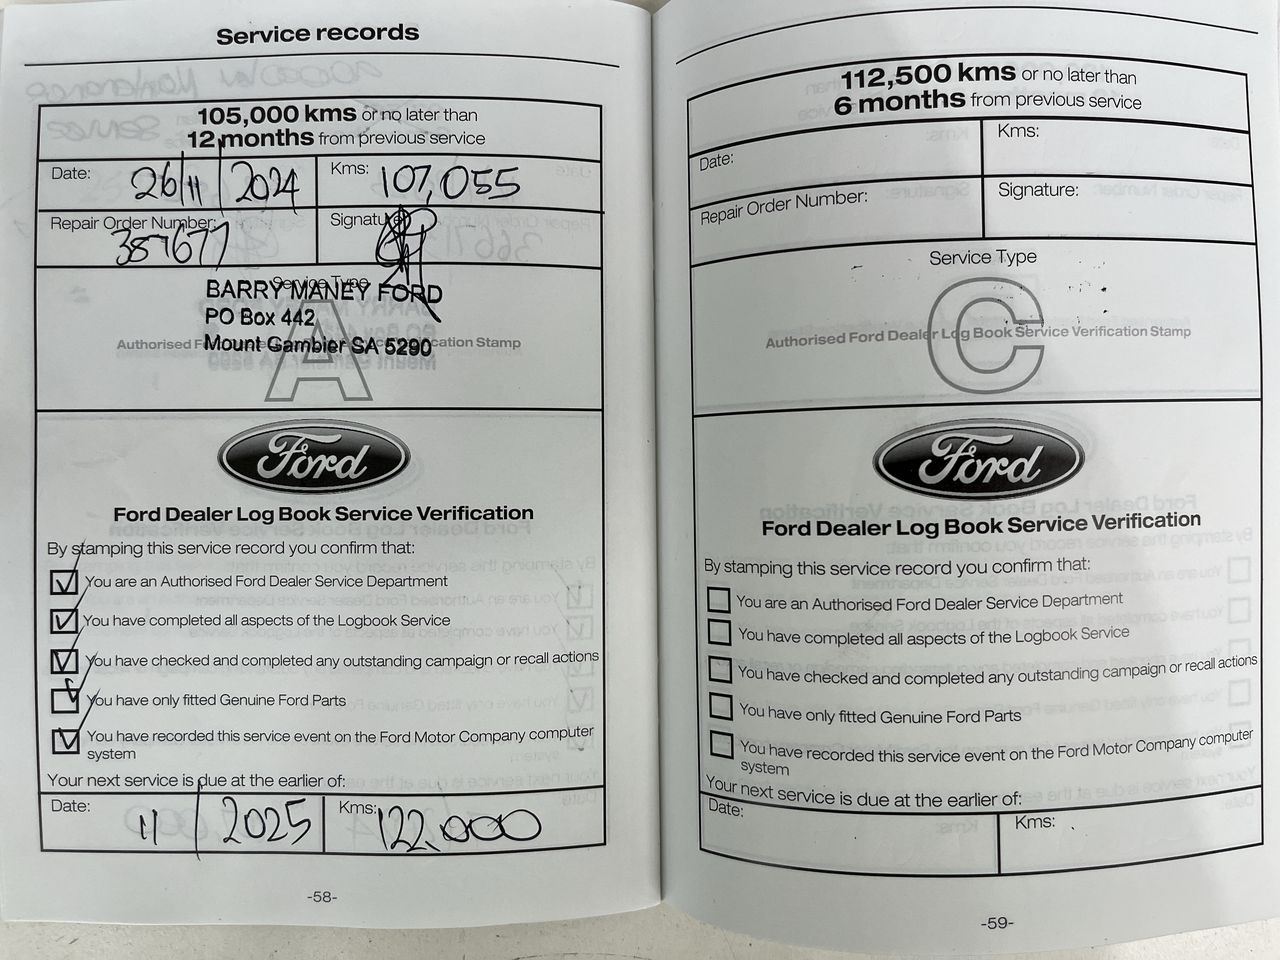 Service records
105,000 kms or no later than
12 months from previous service
Date: 26/11/2024 Kms: 107,055
Repair Order Number: 387677 Signature:
Service Type
A
BARRY MANEY FORD
PO Box 442
Mount Gambier SA 5290
Ford
Ford Dealer Log Book Service Verification
By stamping this service record you confirm that:
You are an Authorised Ford Dealer Service Department
You have completed all aspects of the Logbook Service
You have checked and completed any outstanding campaign or recall actions
You have only fitted Genuine Ford Parts
You have recorded this service event on the Ford Motor Company computer
system
Your next service is due at the earlier of:
Date: 11/2025 Kms: 122,000
-58-
112,500 kms or no later than
6 months from previous service
Date: Kms:
Repair Order Number: Signature:
Service Type
C
Authorised Ford Dealer Log Book Service Verification Stamp
Ford
Ford Dealer Log Book Service Verification
By stamping this service record you confirm that:
You are an Authorised Ford Dealer Service Department
You have completed all aspects of the Logbook Service
You have checked and completed any outstanding campaign or recall actions
You have only fitted Genuine Ford Parts
You have recorded this service event on the Ford Motor Company computer
system
Your next service is due at the earlier of:
Date: Kms:
-59-